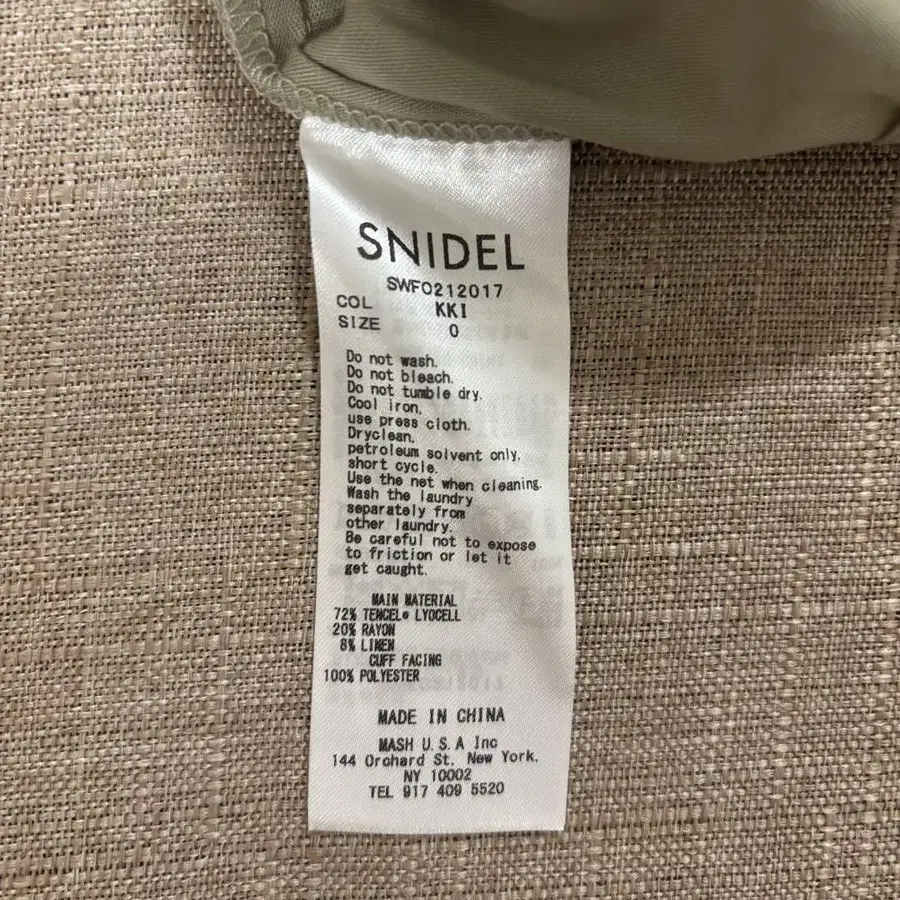 SNIDEL
SWFO212017
COL KKI
SIZE 0
Do not wash.
Do not bleach.
Do not tumble dry.
Cool iron,
use press cloth.
Dryclean,
petroleum solvent only,
short cycle.
Use the net when cleaning.
Wash the laundry
separately from
other laundry.
Be careful not to expose
to friction or let it
get caught.
MAIN MATERIAL
72% TENCEL® LYOCELL
20% RAYON
8% LINEN
CUFF FACING
100% POLYESTER
MADE IN CHINA
MASH U.S.A Inc
144 Orchard St. New York,
NY 10002
TEL 917 409 5520